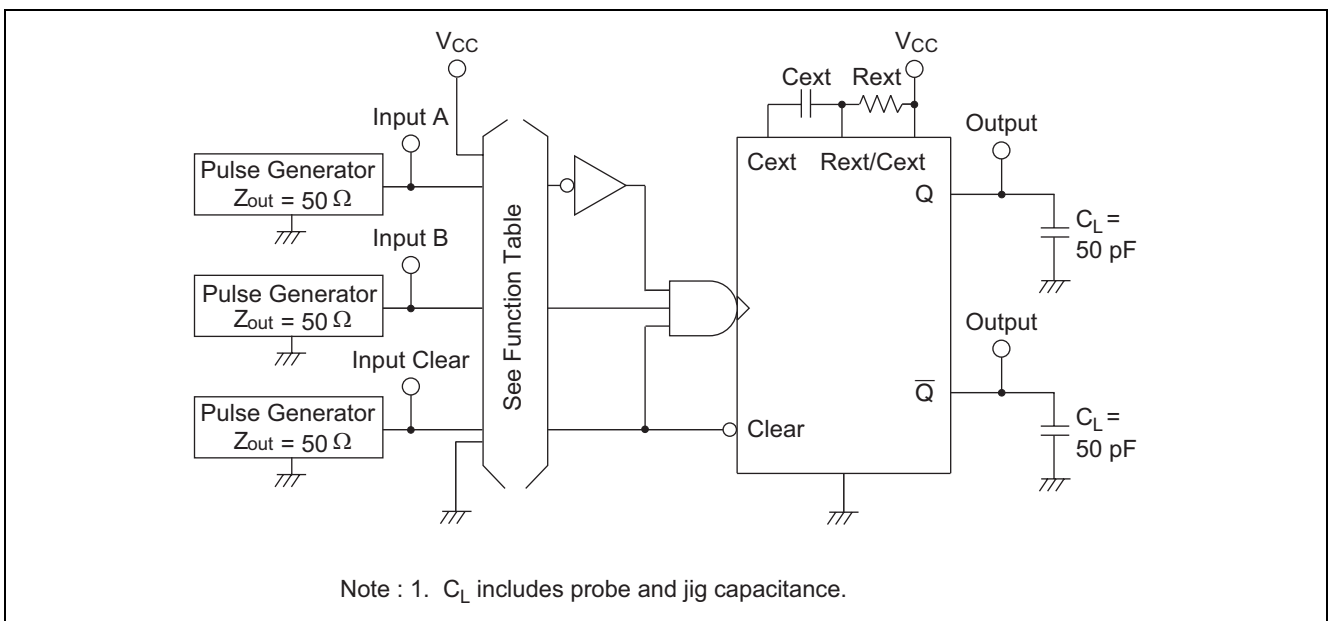 VCC
VCC
Cext Rext
Input A
Output
Pulse Generator
Zout = 50 Ω
Cext Rext/Cext
Q
CL =
50 pF
Input B
Pulse Generator
Zout = 50 Ω
See Function Table
Output
Input Clear
Q̅
Pulse Generator
Zout = 50 Ω
Clear
CL =
50 pF
Note : 1. CL includes probe and jig capacitance.